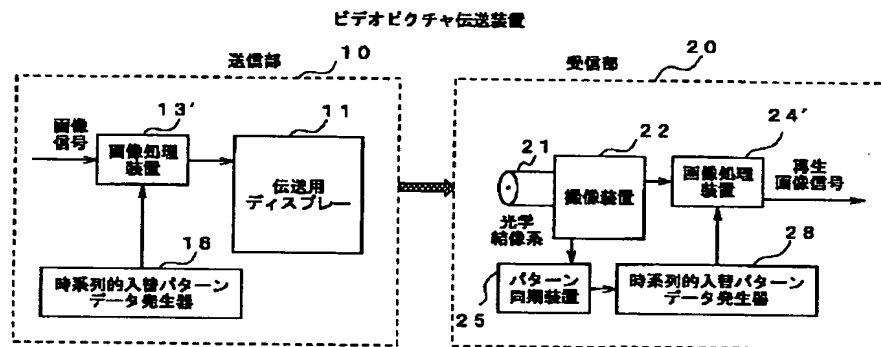 ビデオピクチャ伝送装置
送信部
10
画像
信号
13'
画像処理
装置
11
伝送用
ディスプレー
18
時系列的入替パターン
データ発生器
受信部
20
21
光学
結像系
22
撮像装置
24'
画像処理
装置
再生
画像信号
25
パターン
同期装置
28
時系列的入替パターン
データ発生器